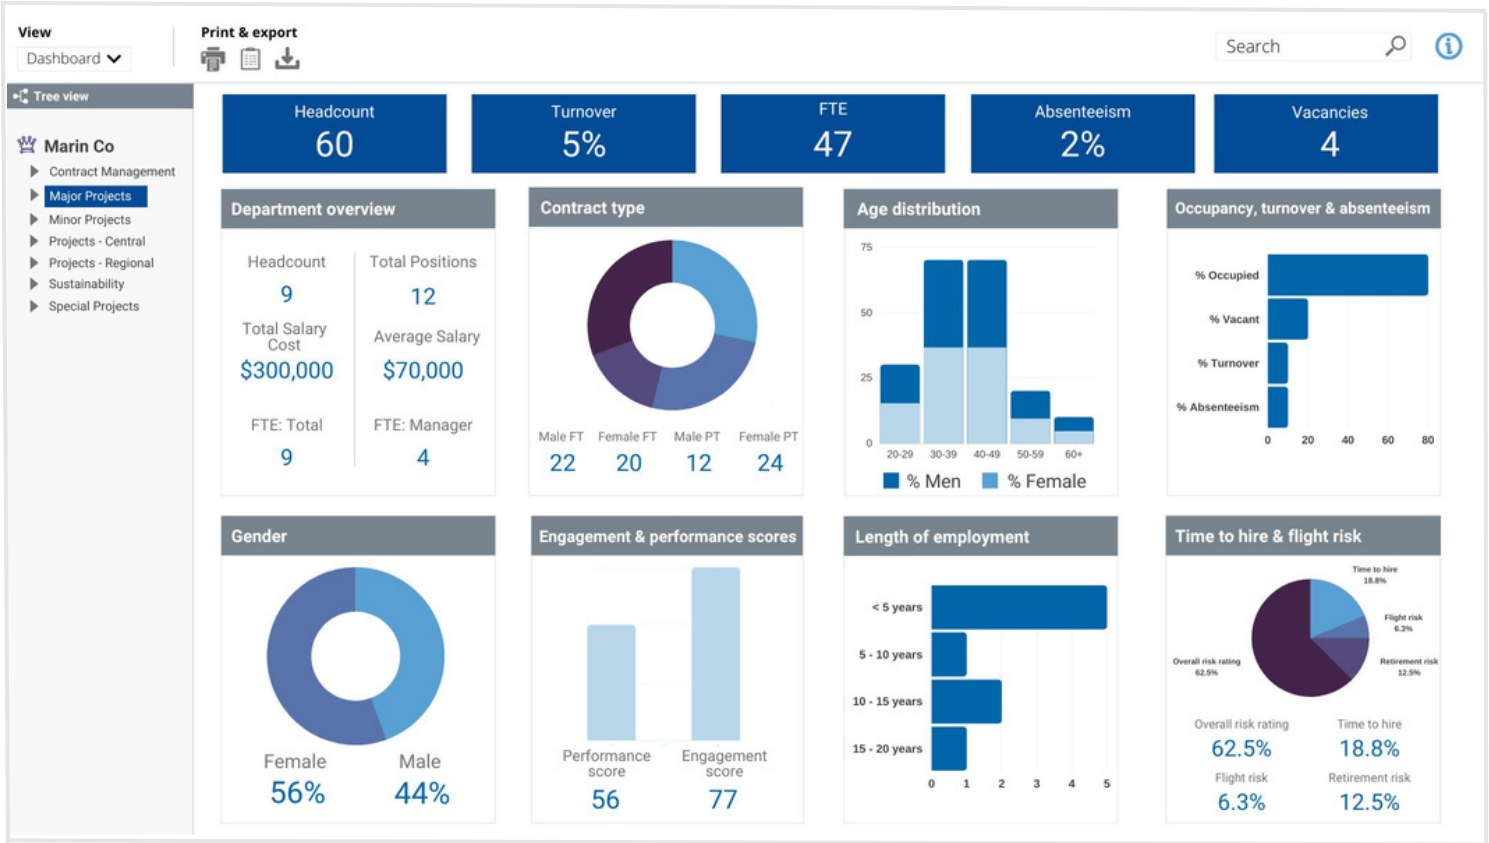 View
Dashboard
Print & export
Search
Tree view
Marin Co
Contract Management
Major Projects
Minor Projects
Projects - Central
Projects - Regional
Sustainability
Special Projects
Headcount
60
Turnover
5%
FTE
47
Absenteeism
2%
Vacancies
4
Department overview
Headcount
9
Total Positions
12
Total Salary
Cost
$300,000
Average Salary
$70,000
FTE: Total
9
FTE: Manager
4
Contract type
Male FT Female FT Male PT Female PT
22 20 12 24
Age distribution
75
50
25
0
20-29 30-39 40-49 50-59 60+
% Men % Female
Occupancy, turnover & absenteeism
% Occupied
% Vacant
% Turnover
% Absenteeism
0 20 40 60 80
Gender
Female Male
56% 44%
Engagement & performance scores
Performance
score
56
Engagement
score
77
Length of employment
< 5 years
5 - 10 years
10 - 15 years
15 - 20 years
0 1 2 3 4 5
Time to hire & flight risk
Time to hire
18.8%
Flight risk
6.3%
Retirement risk
12.5%
Overall risk rating
62.5%
Overall risk rating
62.5%
Time to hire
18.8%
Flight risk
6.3%
Retirement risk
12.5%